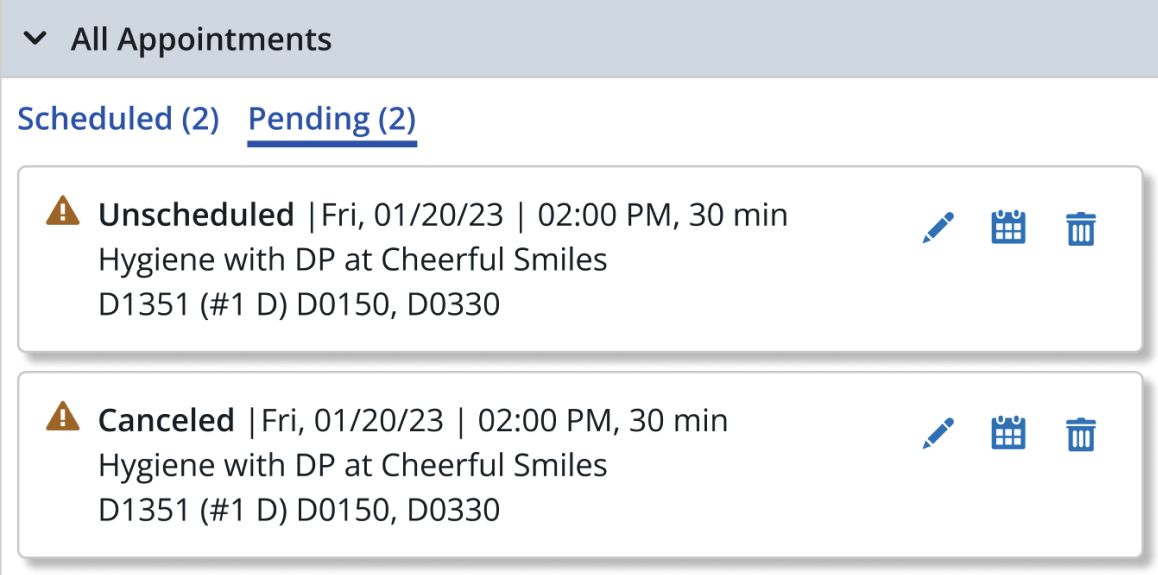 All Appointments
Scheduled (2) Pending (2)
Unscheduled |Fri, 01/20/23 | 02:00 PM, 30 min
Hygiene with DP at Cheerful Smiles
D1351 (#1 D) D0150, D0330
Canceled |Fri, 01/20/23 | 02:00 PM, 30 min
Hygiene with DP at Cheerful Smiles
D1351 (#1 D) D0150, D0330